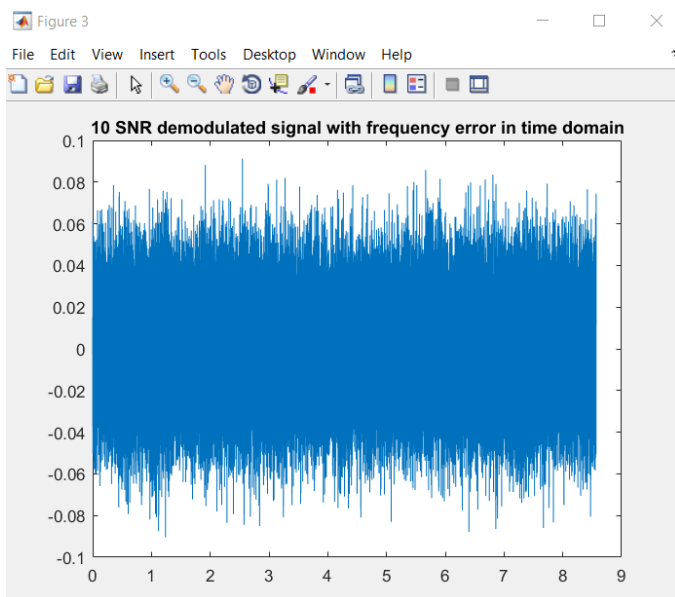 Figure 3
File Edit View Insert Tools Desktop Window Help
10 SNR demodulated signal with frequency error in time domain
0.1
0.08
0.06
0.04
0.02
0
-0.02
-0.04
-0.06
-0.08
-0.1
0 1 2 3 4 5 6 7 8 9